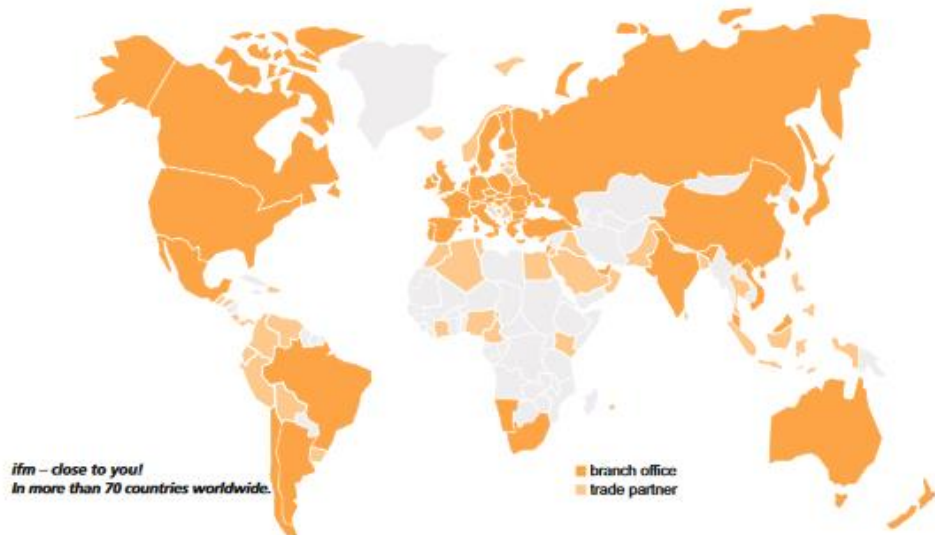 ifm – close to you!
In more than 70 countries worldwide.
branch office
trade partner